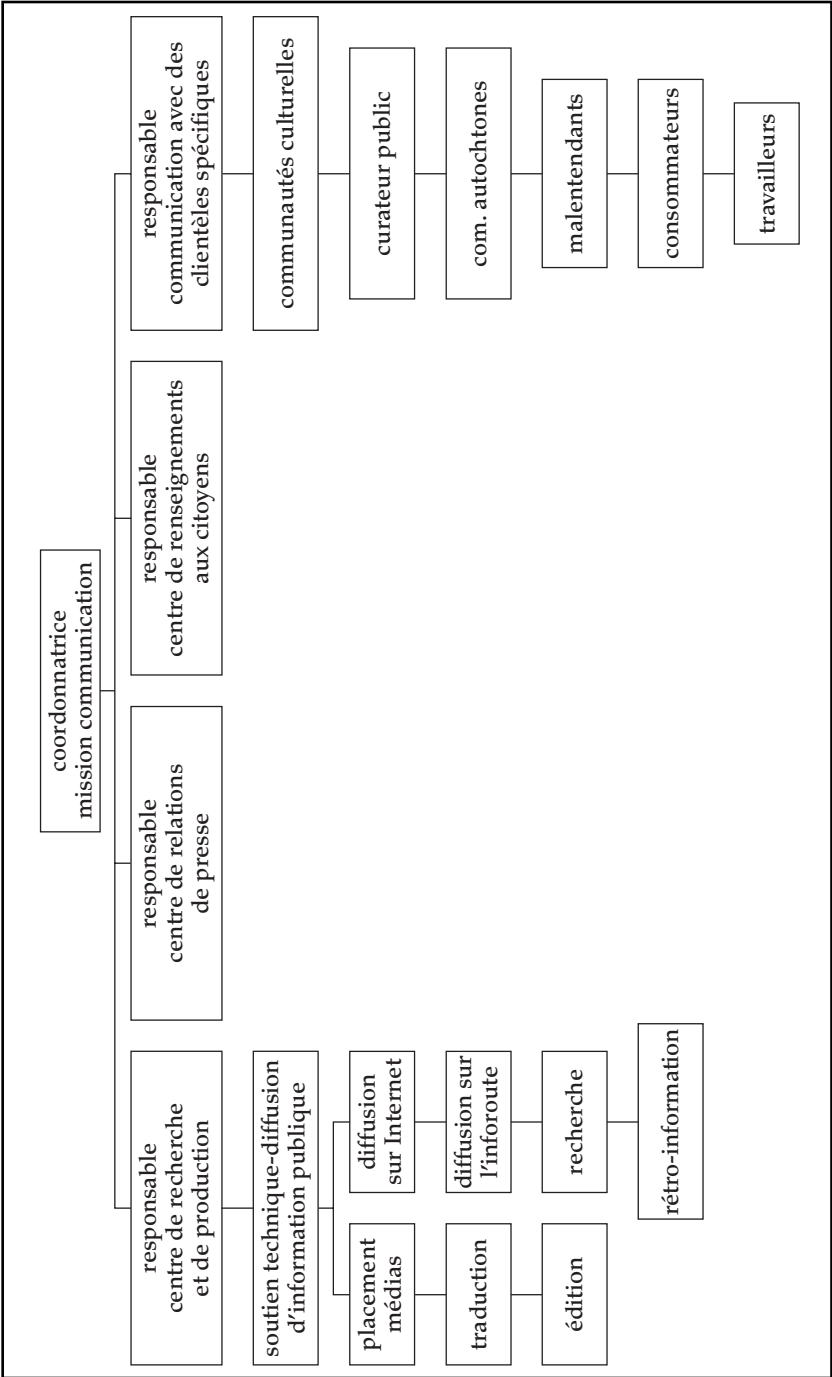 coordonnatrice
mission communication
responsable
centre de recherche
et de production
responsable
centre de relations
de presse
responsable
centre de renseignements
aux citoyens
responsable
communication avec des
clientèles spécifiques
soutien technique-diffusion
d'information publique
placement
médias
traduction
édition
diffusion
sur Internet
diffusion sur
l'inforoute
recherche
rétro-information
communautés culturelles
curateur public
com. autochtones
malentendants
consommateurs
travailleurs